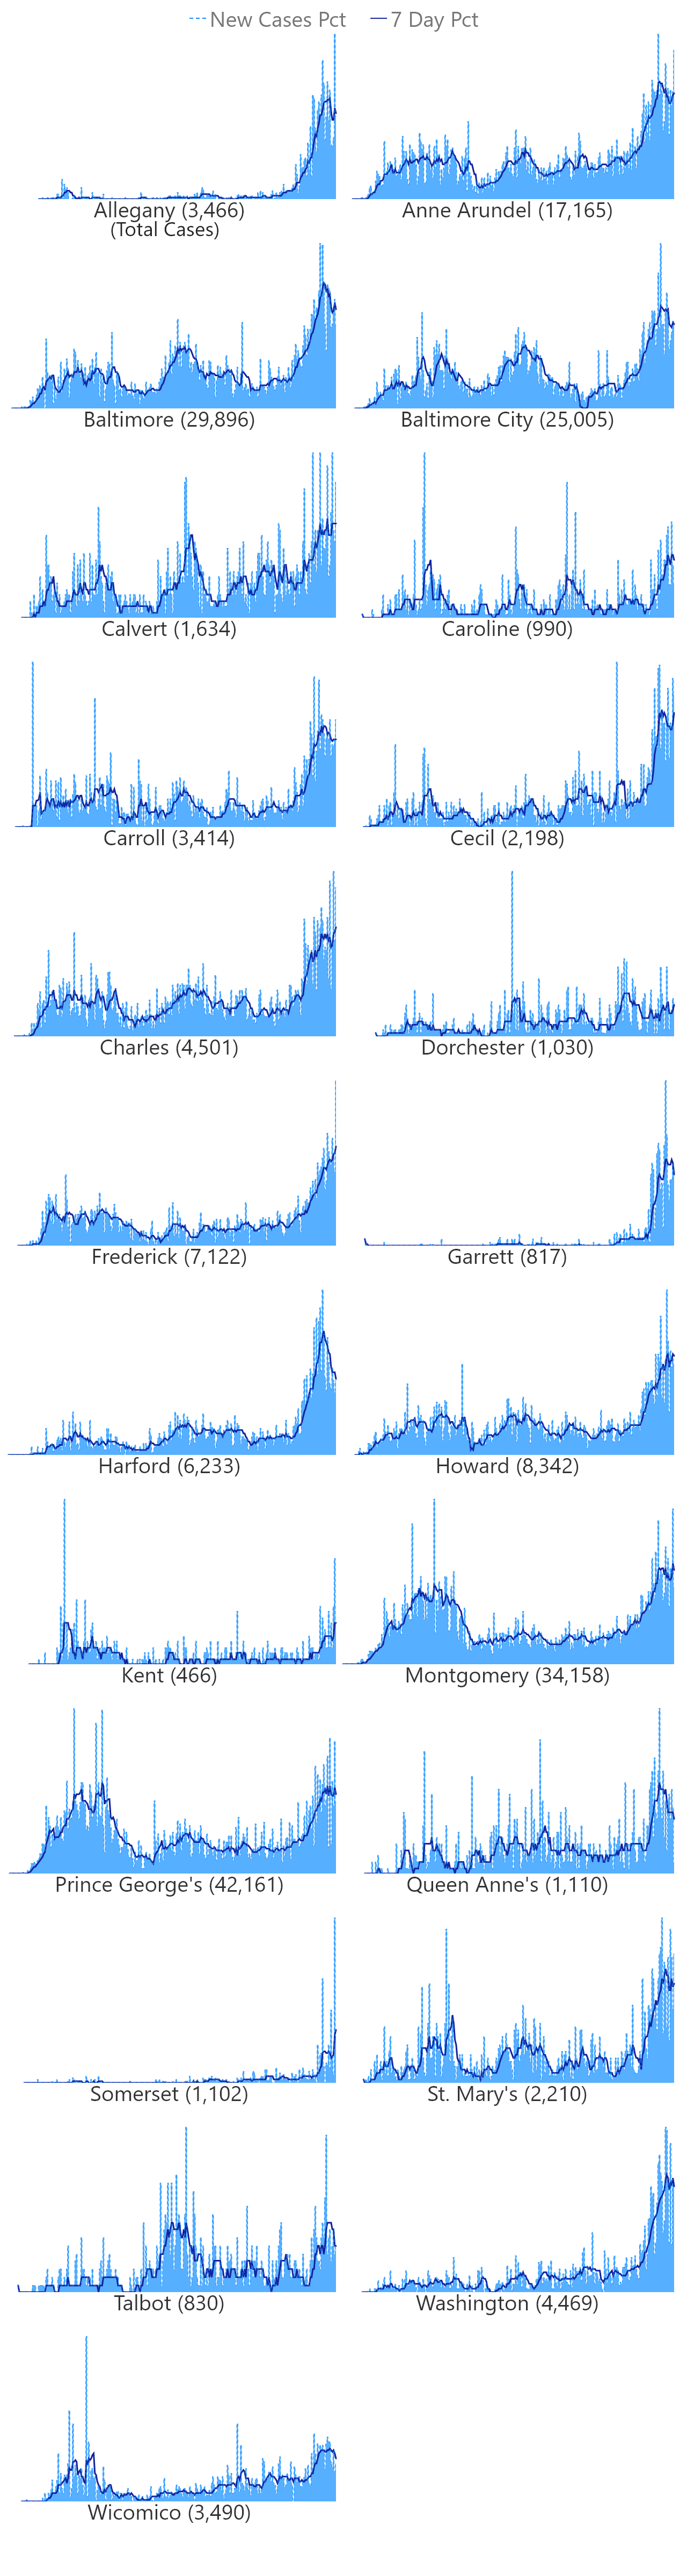 New Cases Pct 7 Day Pct
Allegany (3,466) Anne Arundel (17,165)
(Total Cases)
Baltimore (29,896) Baltimore City (25,005)
Calvert (1,634) Caroline (990)
Carroll (3,414) Cecil (2,198)
Charles (4,501) Dorchester (1,030)
Frederick (7,122) Garrett (817)
Harford (6,233) Howard (8,342)
Kent (466) Montgomery (34,158)
Prince George's (42,161) Queen Anne's (1,110)
Somerset (1,102) St. Mary's (2,210)
Talbot (830) Washington (4,469)
Wicomico (3,490)